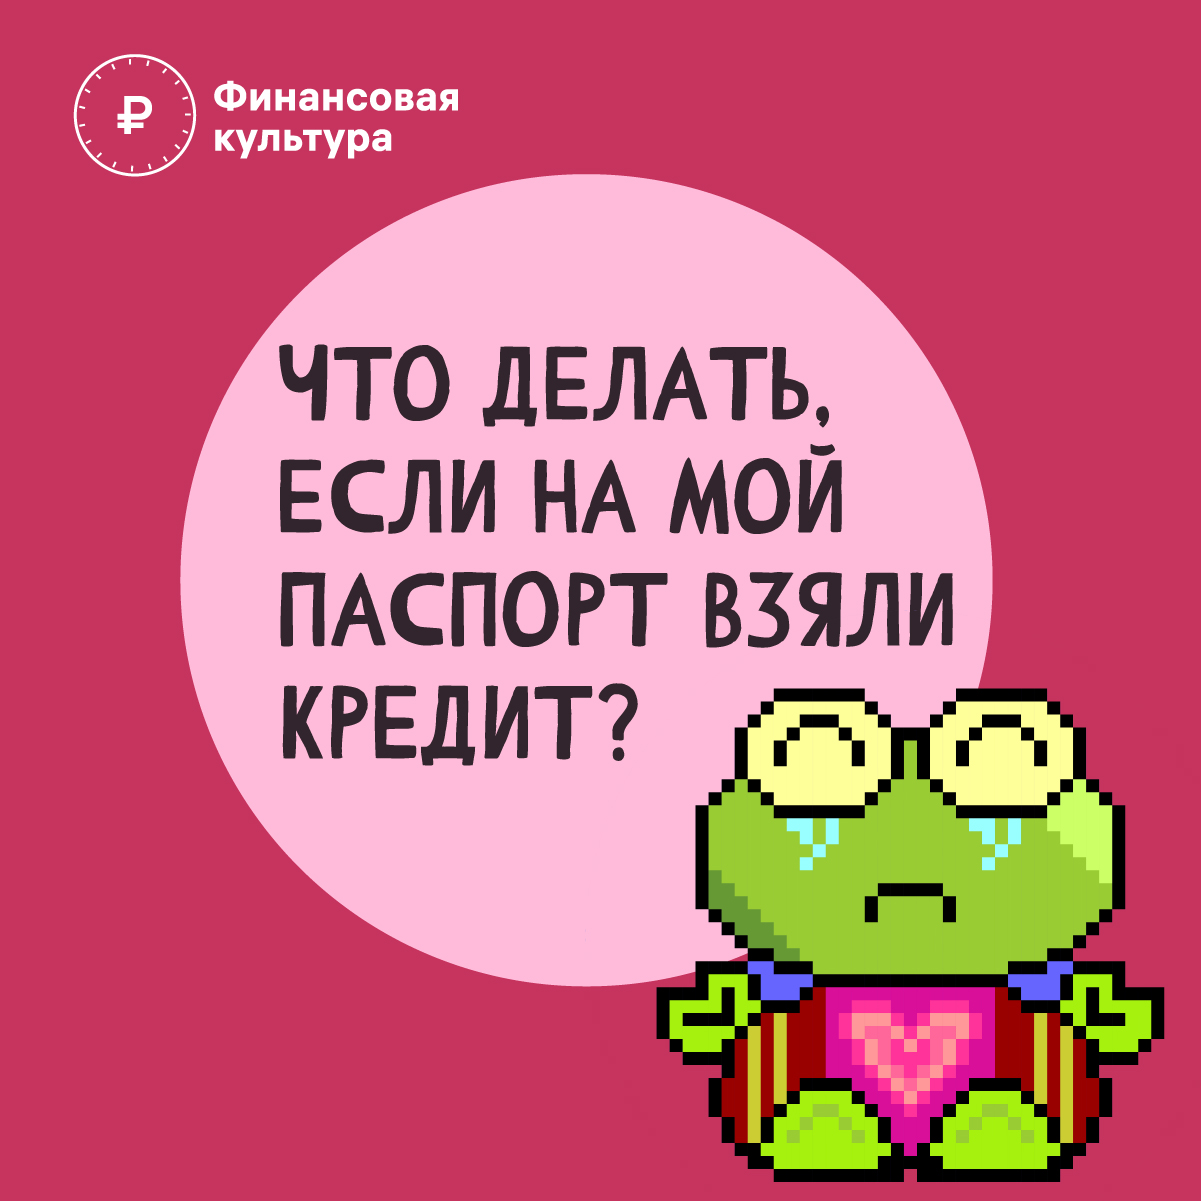 ₽
Финансовая
культура
ЧТО ДЕЛАТЬ,
ЕСЛИ НА МОЙ
ПАСПОРТ ВЗЯЛИ
КРЕДИТ?